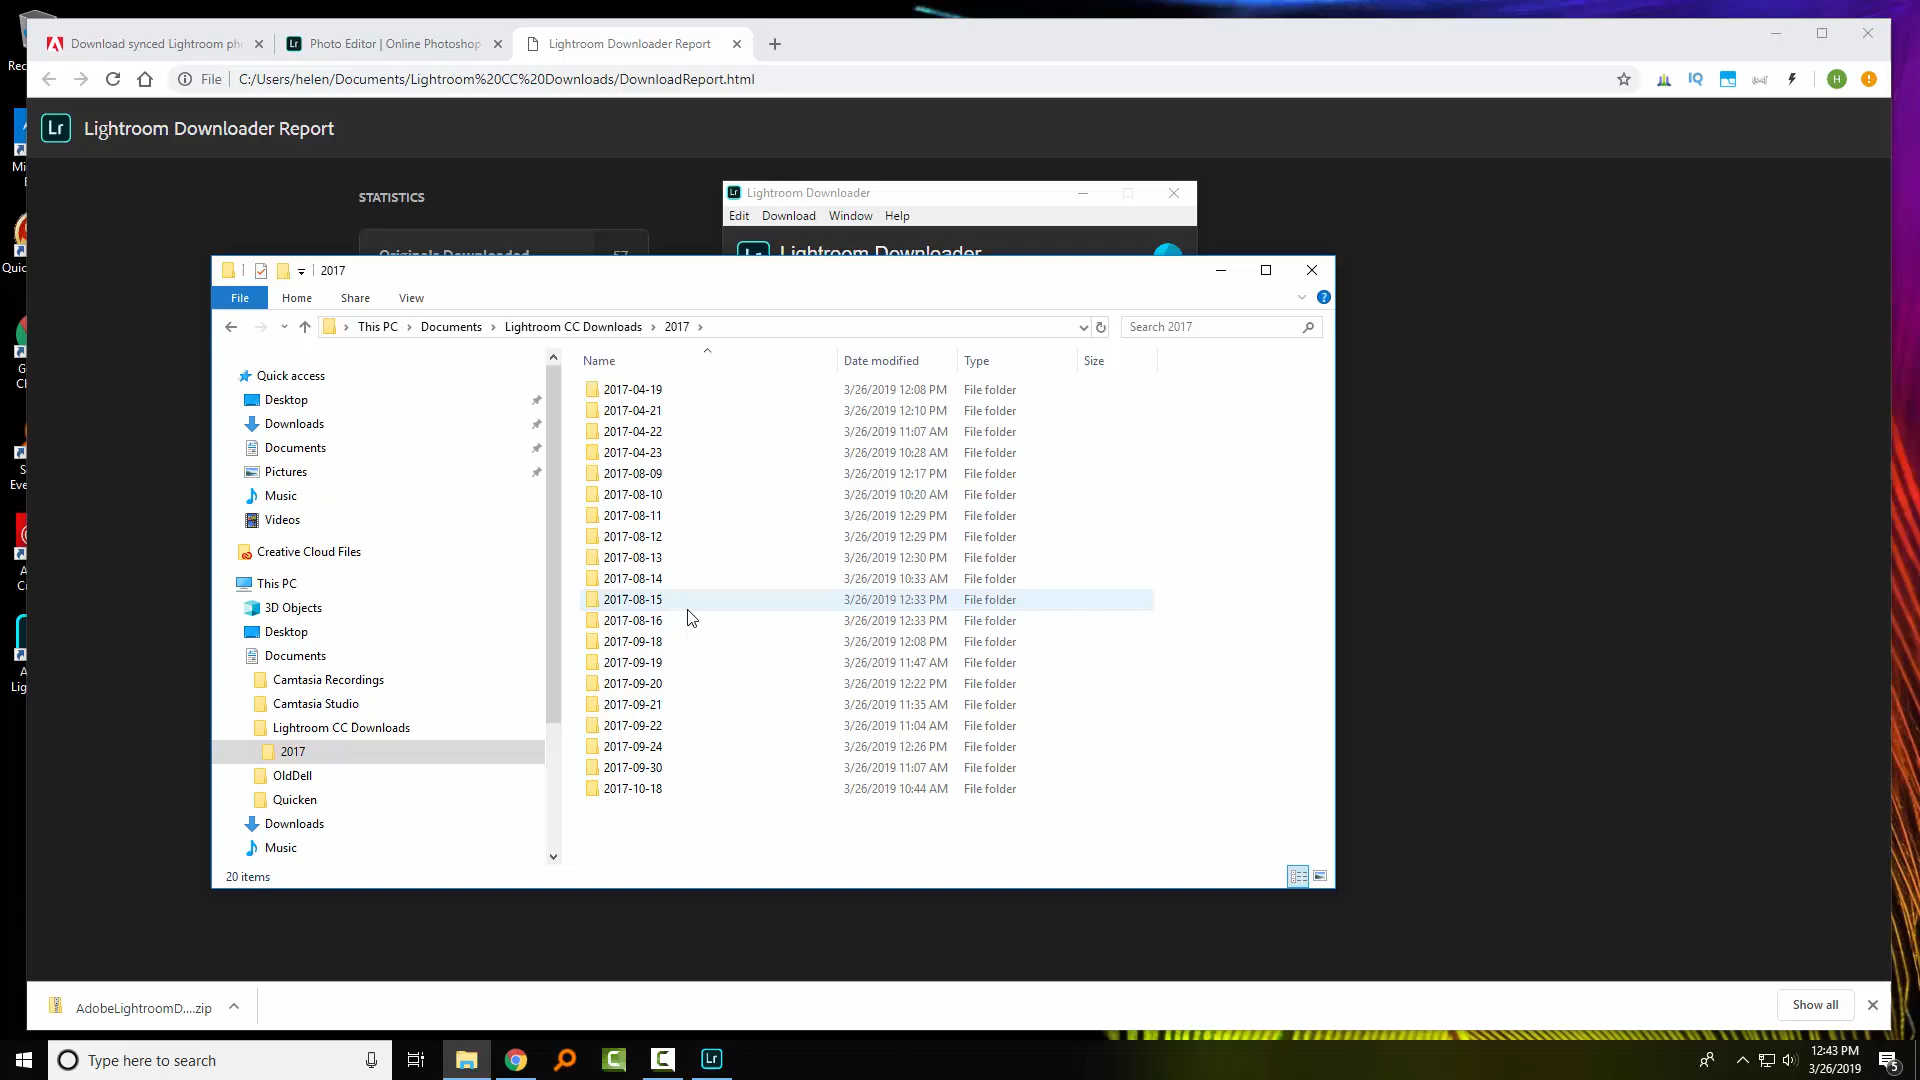 Download synced Lightroom ph
Photo Editor | Online Photoshop
Lightroom Downloader Report
File
C:/Users/helen/Documents/Lightroom%20CC%20Downloads/DownloadReport.html
IQ
H
Lr
Lightroom Downloader Report
STATISTICS
Originals Downloaded 57
Lightroom Downloader
Edit Download Window Help
Lightroom Downloader
2017
File Home Share View
This PC Documents Lightroom CC Downloads 2017
Search 2017
Quick access
Desktop
Downloads
Documents
Pictures
Music
Videos
Creative Cloud Files
This PC
3D Objects
Desktop
Documents
Camtasia Recordings
Camtasia Studio
Lightroom CC Downloads
2017
OldDell
Quicken
Downloads
Music
Name Date modified Type Size
2017-04-19 3/26/2019 12:08 PM File folder
2017-04-21 3/26/2019 12:10 PM File folder
2017-04-22 3/26/2019 11:07 AM File folder
2017-04-23 3/26/2019 10:28 AM File folder
2017-08-09 3/26/2019 12:17 PM File folder
2017-08-10 3/26/2019 10:20 AM File folder
2017-08-11 3/26/2019 12:29 PM File folder
2017-08-12 3/26/2019 12:29 PM File folder
2017-08-13 3/26/2019 12:30 PM File folder
2017-08-14 3/26/2019 10:33 AM File folder
2017-08-15 3/26/2019 12:33 PM File folder
2017-08-16 3/26/2019 12:33 PM File folder
2017-09-18 3/26/2019 12:08 PM File folder
2017-09-19 3/26/2019 11:47 AM File folder
2017-09-20 3/26/2019 12:22 PM File folder
2017-09-21 3/26/2019 11:35 AM File folder
2017-09-22 3/26/2019 11:04 AM File folder
2017-09-24 3/26/2019 12:26 PM File folder
2017-09-30 3/26/2019 11:07 AM File folder
2017-10-18 3/26/2019 10:44 AM File folder
20 items
AdobeLightroomD....zip
Show all
Type here to search
Lr
12:43 PM
3/26/2019
5